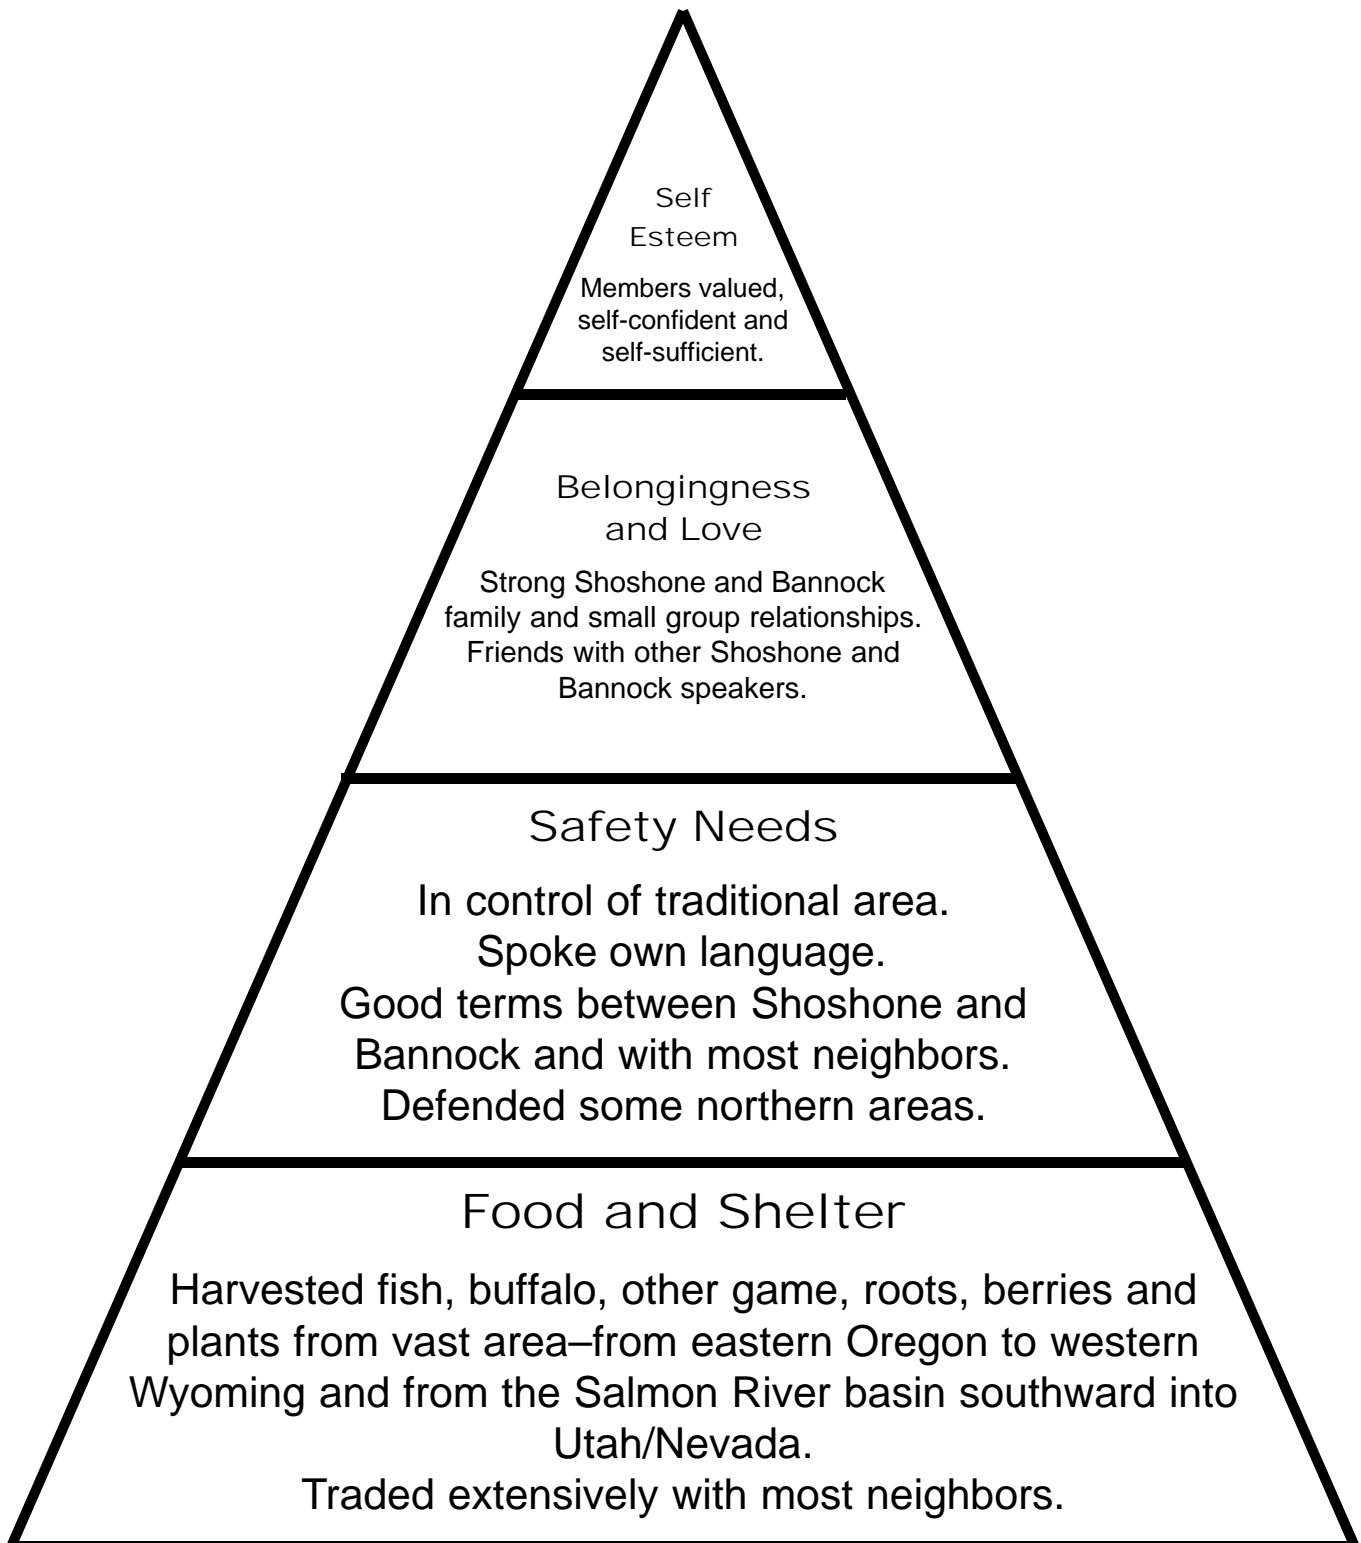 Self
Esteem
Members valued,
self-confident and
self-sufficient.
Belongingness
and Love
Strong Shoshone and Bannock
family and small group relationships.
Friends with other Shoshone and
Bannock speakers.
Safety Needs
In control of traditional area.
Spoke own language.
Good terms between Shoshone and
Bannock and with most neighbors.
Defended some northern areas.
Food and Shelter
Harvested fish, buffalo, other game, roots, berries and
plants from vast area–from eastern Oregon to western
Wyoming and from the Salmon River basin southward into
Utah/Nevada.
Traded extensively with most neighbors.